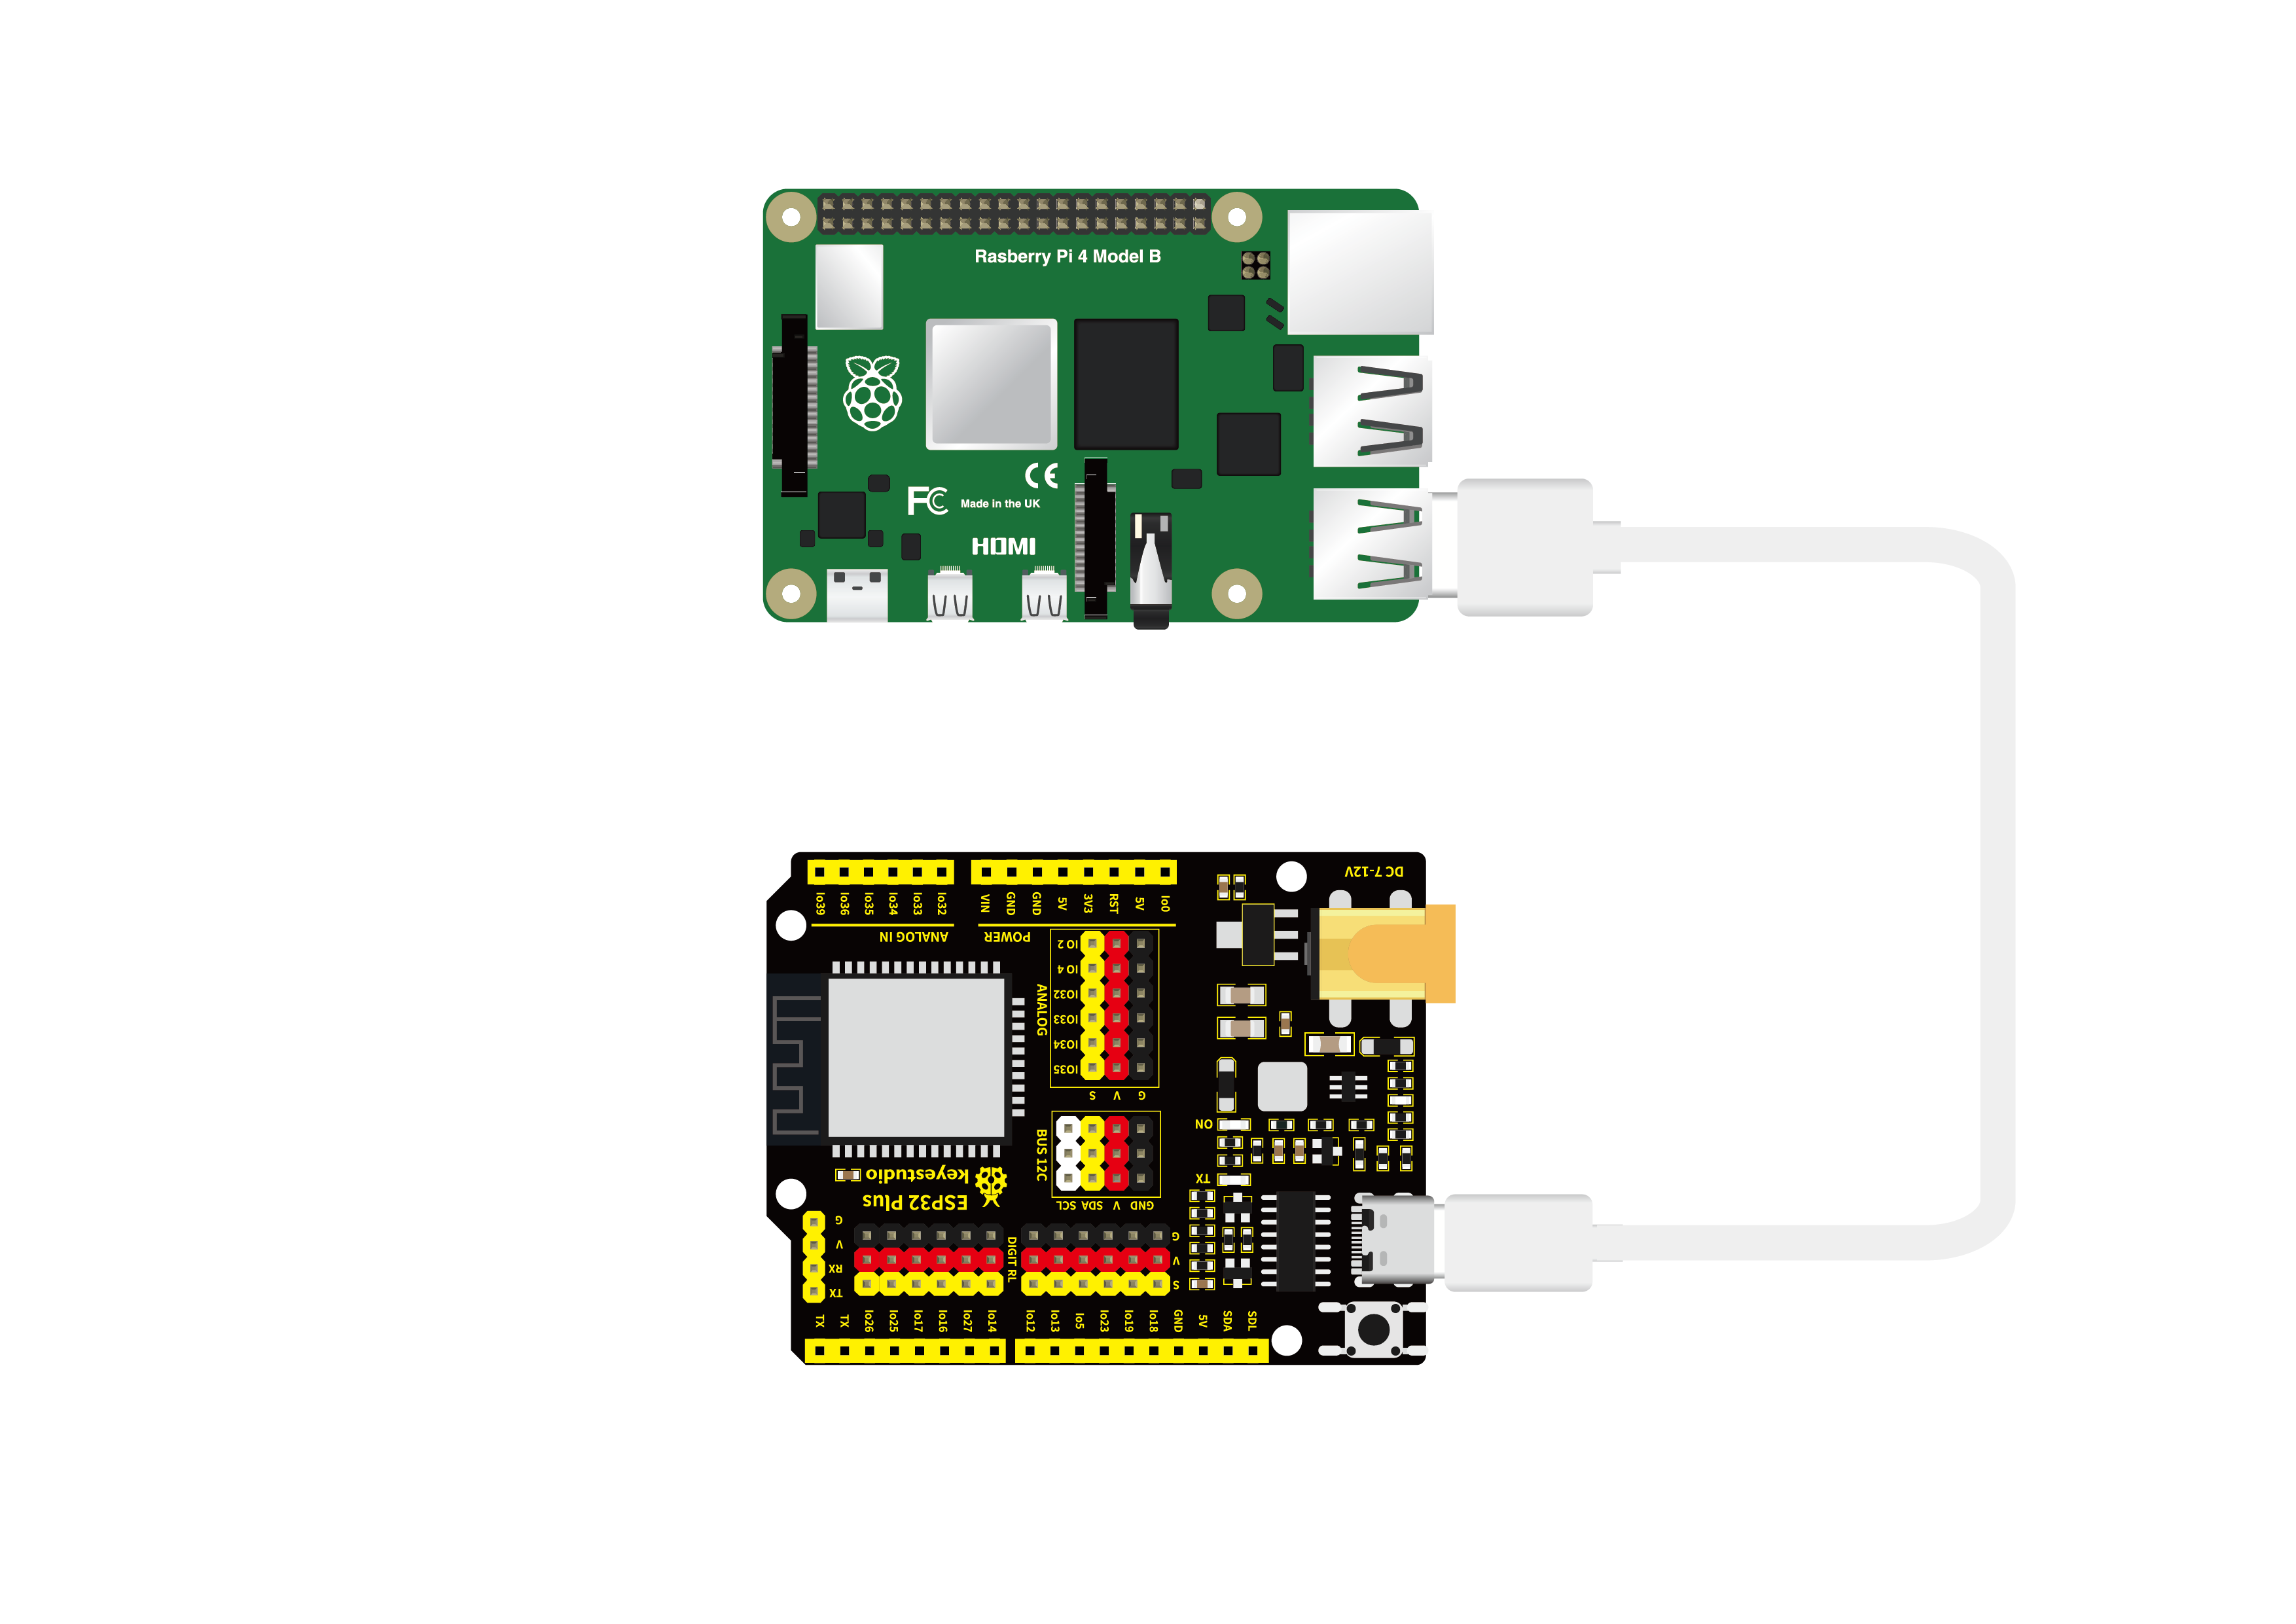 Rasberry Pi 4 Model B
FC CE
Made in the UK
HDMI
DC 7-12V
Io39 Io36 Io35 Io34 Io33 Io32
VIN GND GND 5V 3V3 RST 5V Io0
ANALOG IN
POWER
IO 2
IO 4
IO32
IO33
IO34
IO35
ANALOG
S V G
BUS 12C
SCL SDA V GND
ON
TX
keyestudio
ESP32 Plus
G
V
RX
TX
DIGIT RL
G
V
S
TX TX Io26 Io25 Io17 Io16 Io27 Io14
Io12 Io13 Io5 Io23 Io19 Io18 GND 5V SDA SDL